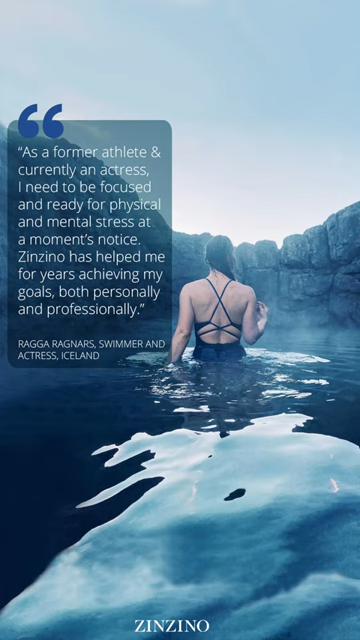 “As a former athlete &
currently an actress,
I need to be focused
and ready for physical
and mental stress at
a moment’s notice.
Zinzino has helped me
for years achieving my
goals, both personally
and professionally.”
RAGGA RAGNARS, SWIMMER AND
ACTRESS, ICELAND
ZINZINO